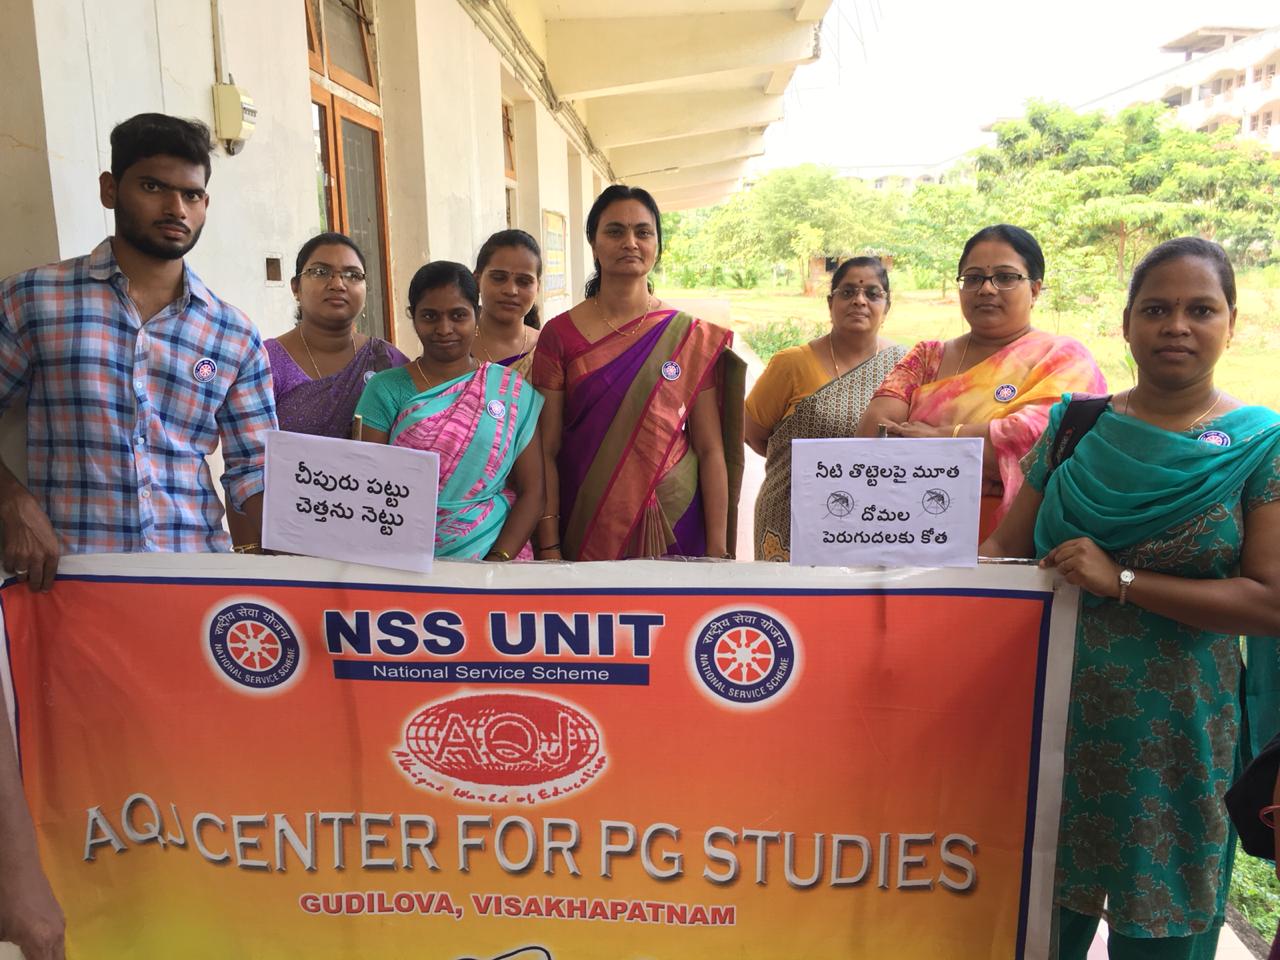 చీపురు పట్టు
చెత్తను నెట్టు
నీటి తొట్టెలపై మూత
దోమల
పెరుగుదలకు కోత
NSS UNIT
National Service Scheme
राष्ट्रीय सेवा योजना
NATIONAL SERVICE SCHEME
राष्ट्रीय सेवा योजना
NATIONAL SERVICE SCHEME
AQJ
A Unique World of Education
AQJ CENTER FOR PG STUDIES
GUDILOVA, VISAKHAPATNAM